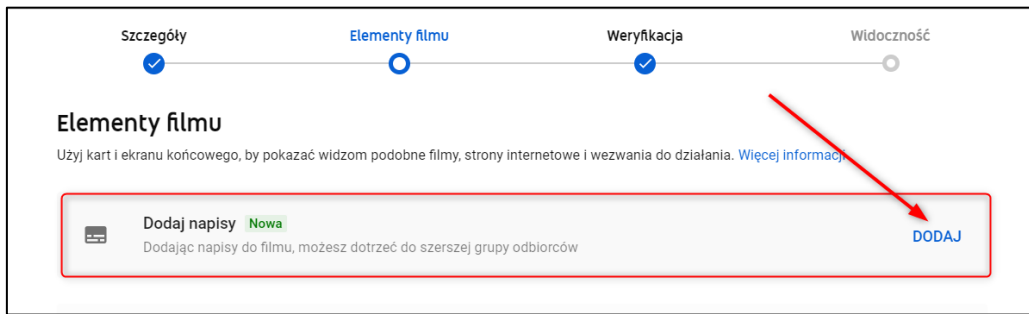 Szczegóły Elementy filmu Weryfikacja Widoczność
Elementy filmu
Użyj kart i ekranu końcowego, by pokazać widzom podobne filmy, strony internetowe i wezwania do działania. Więcej informacji
Dodaj napisy Nowa
Dodając napisy do filmu, możesz dotrzeć do szerszej grupy odbiorców
DODAJ